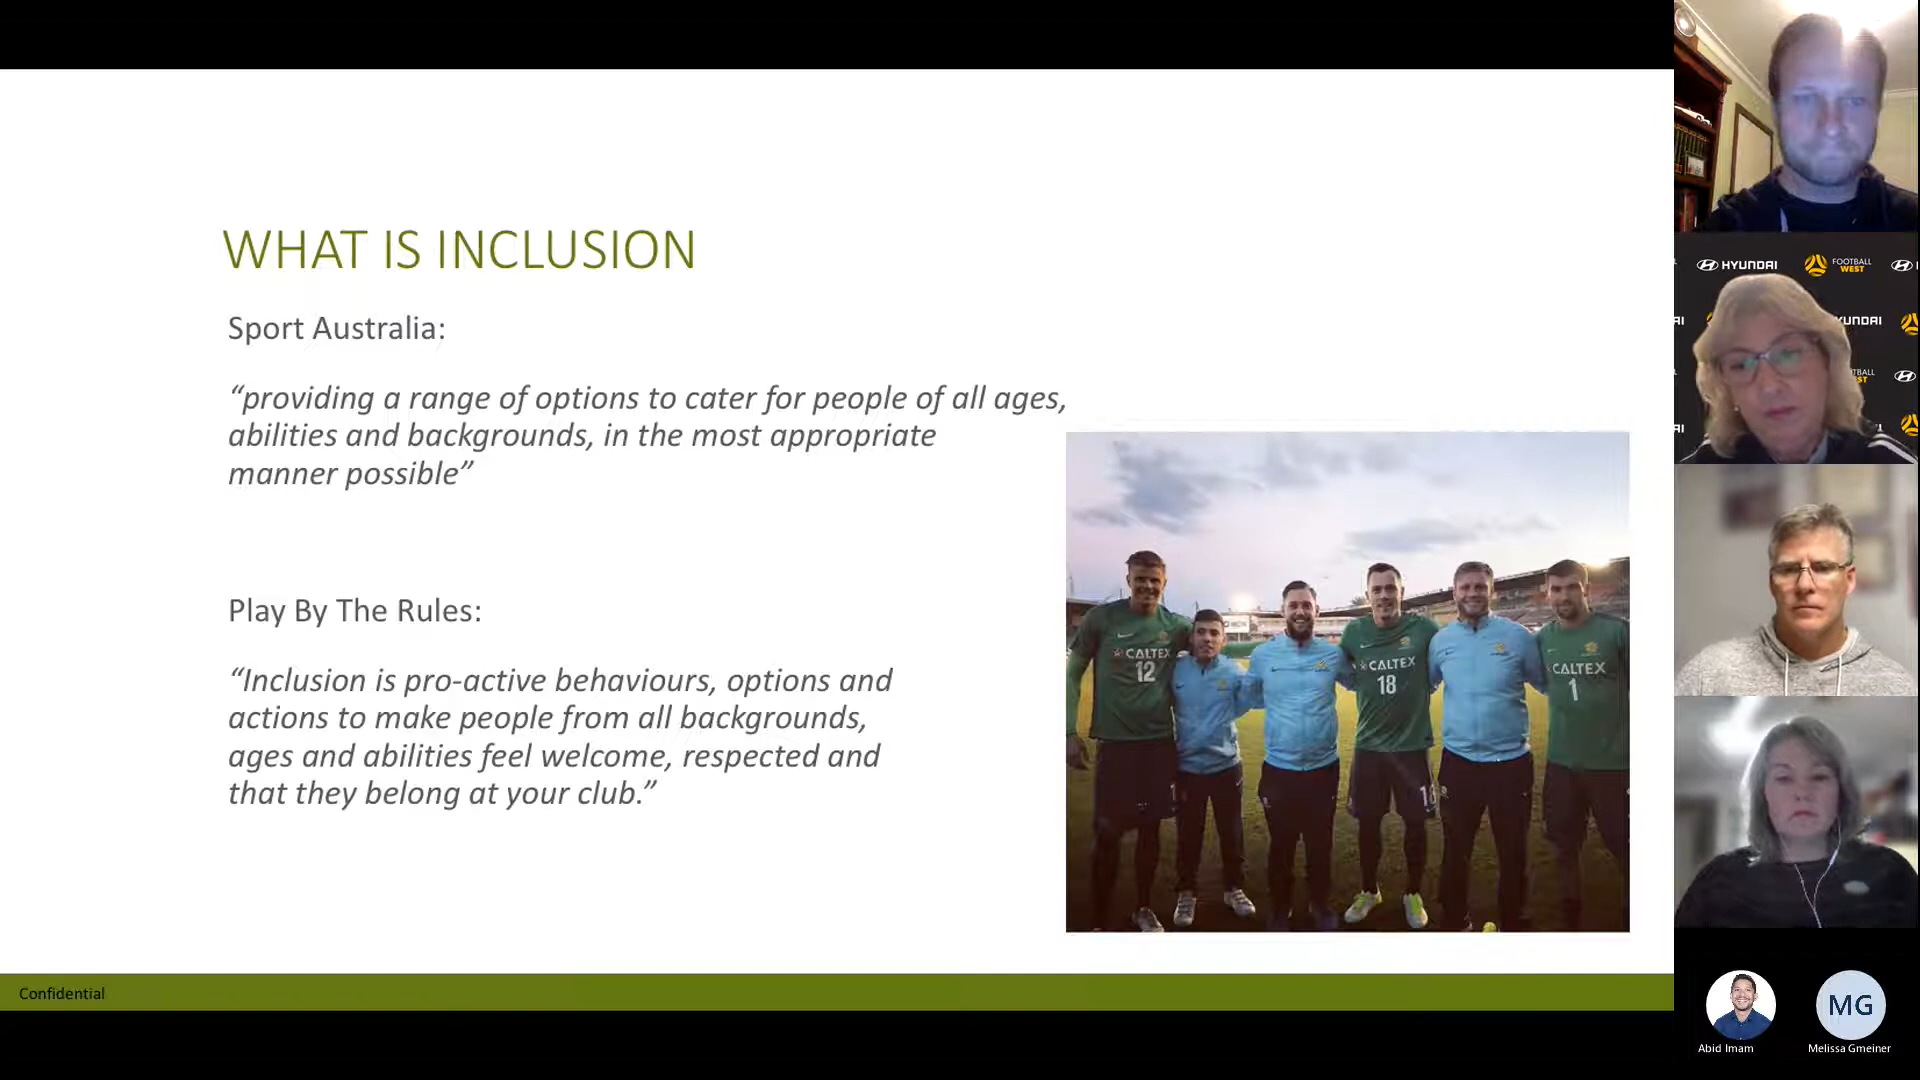 WHAT IS INCLUSION
Sport Australia:
“providing a range of options to cater for people of all ages,
abilities and backgrounds, in the most appropriate
manner possible”
Play By The Rules:
“Inclusion is pro-active behaviours, options and
actions to make people from all backgrounds,
ages and abilities feel welcome, respected and
that they belong at your club.”
CALTEX
12
CALTEX
18
18
CALTEX
1
Confidential
HYUNDAI
FOOTBALL
WEST
MG
Abid Imam
Melissa Gmeiner